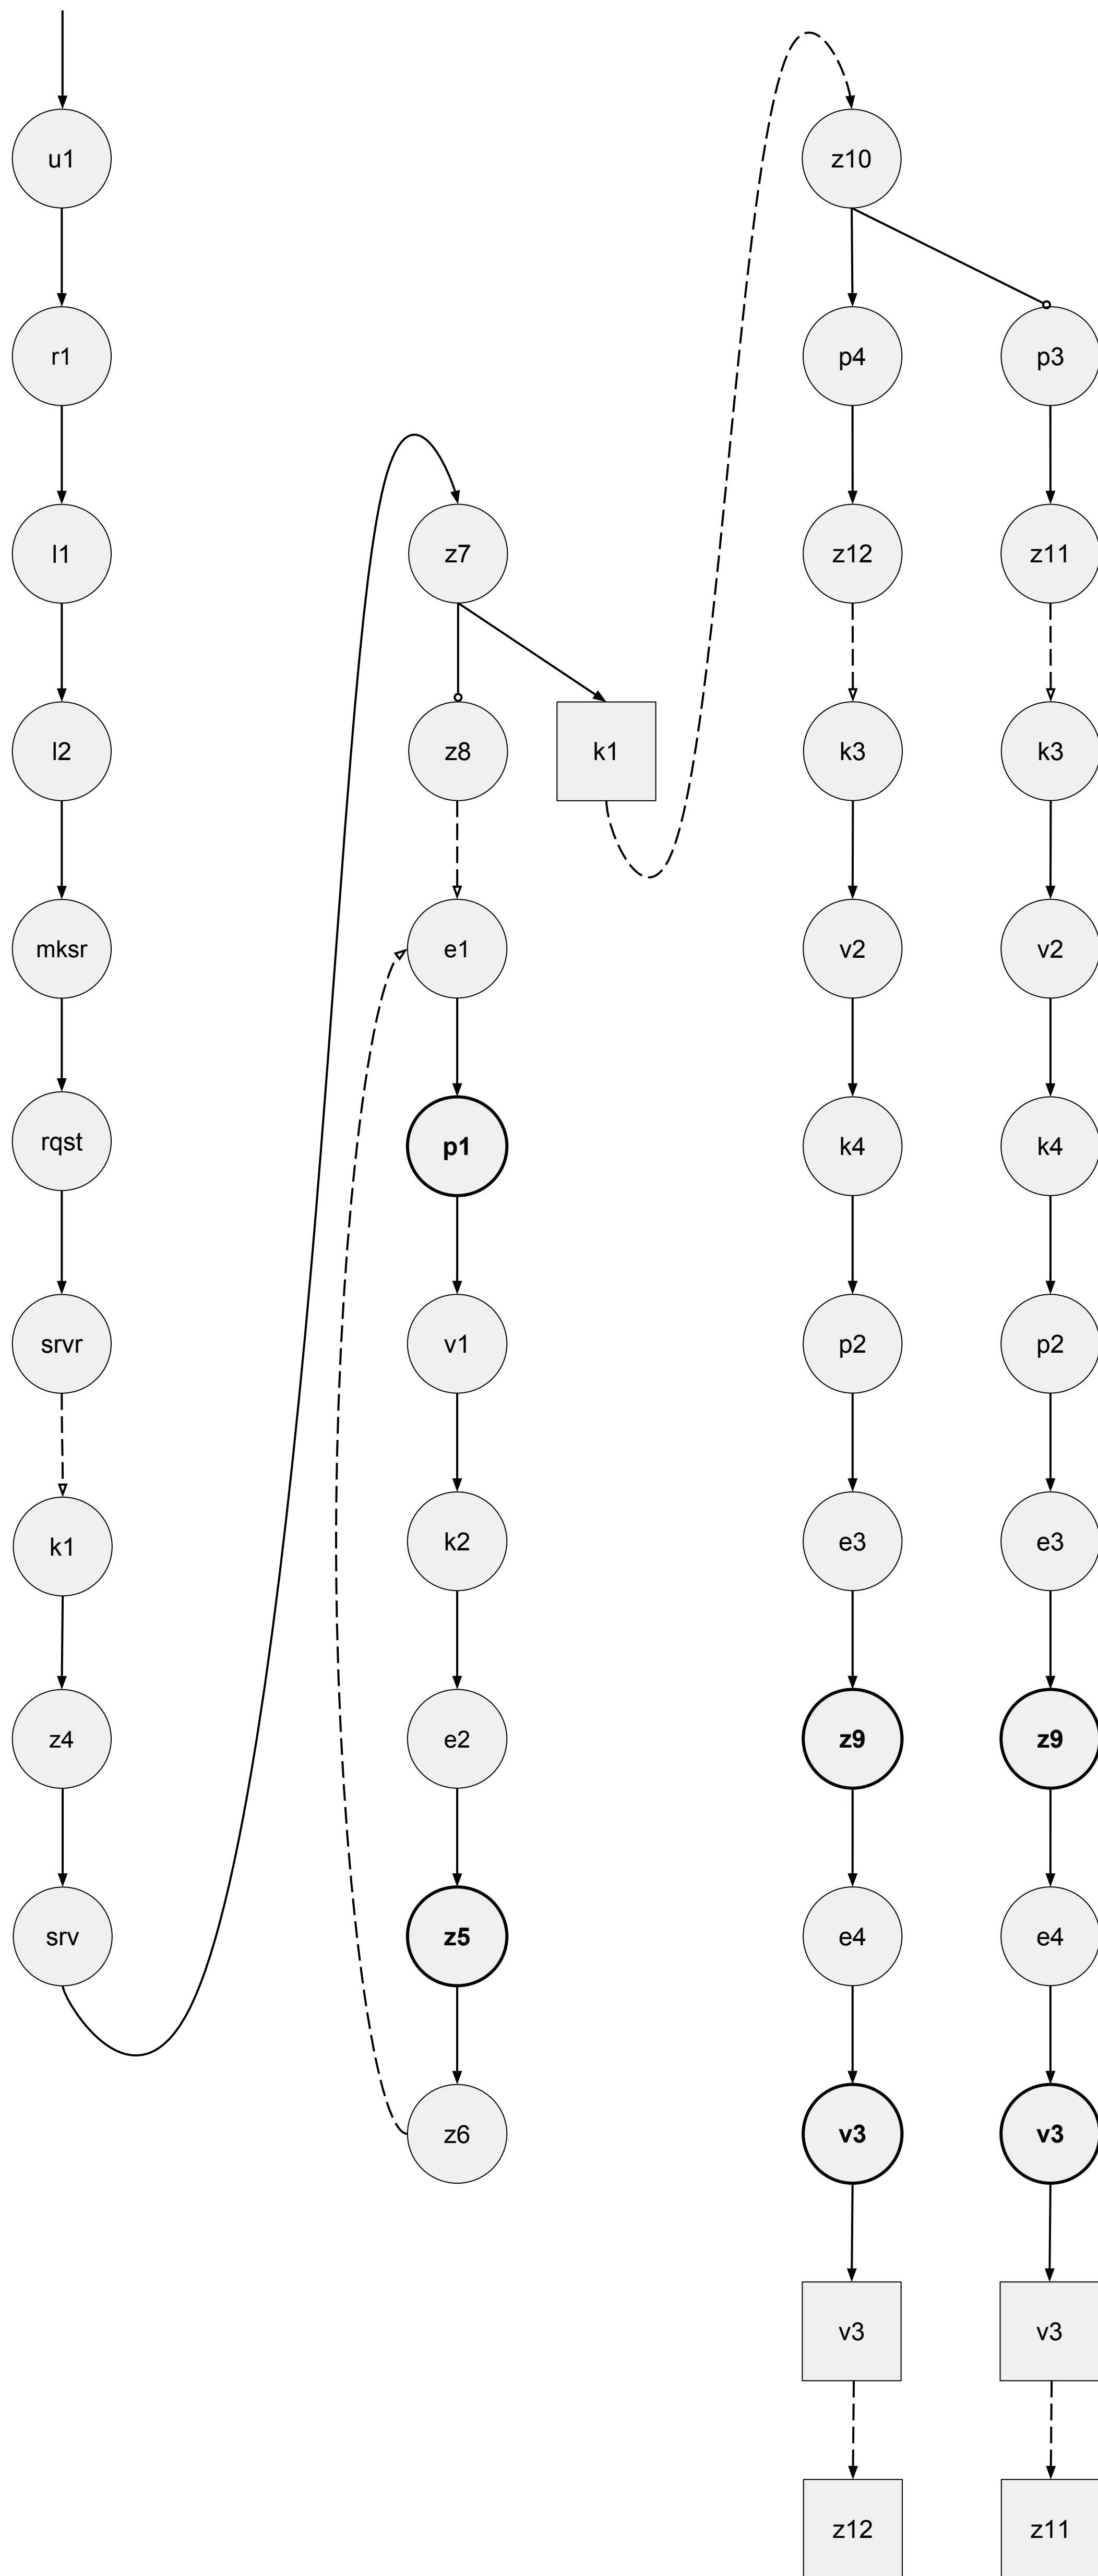 u1
r1
l1
l2
mksr
rqst
srvr
k1
z4
srv
z7
z8
k1
e1
p1
v1
k2
e2
z5
z6
z10
p4
z12
k3
v2
k4
p2
e3
z9
e4
v3
v3
z12
p3
z11
k3
v2
k4
p2
e3
z9
e4
v3
v3
z11